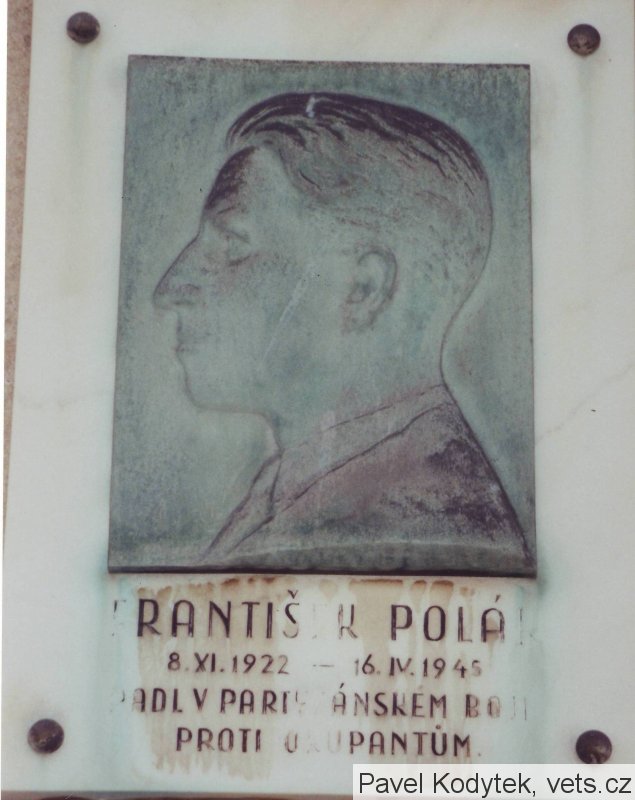 FRANTIŠEK POLÁK
8.XI.1922 — 16.IV.1945
PADL V PARTYZÁNSKÉM BOJI
PROTI OKUPANTŮM.
Pavel Kodytek, vets.cz